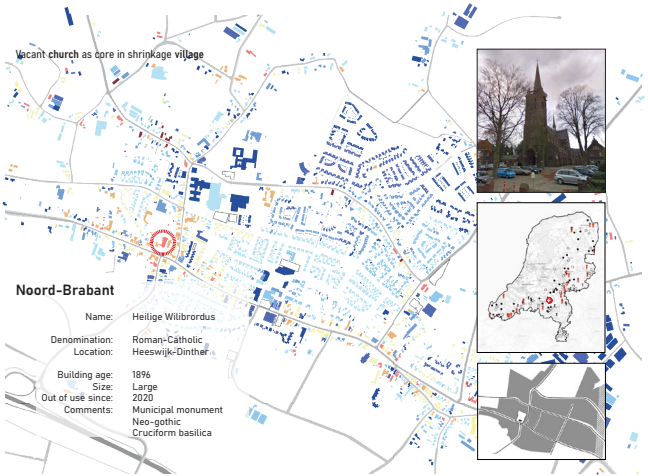 Vacant church as core in shrinkage village
Noord-Brabant
Name: Heilige Wilibrordus
Denomination: Roman-Catholic
Location: Heeswijk-Dinther
Building age: 1896
Size: Large
Out of use since: 2020
Comments: Municipal monument
Neo-gothic
Cruciform basilica